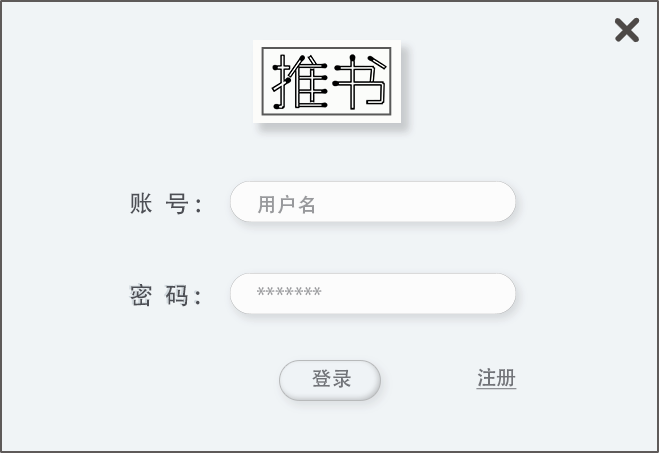 推书
账 号：
用户名
密 码：
*******
登录
注册